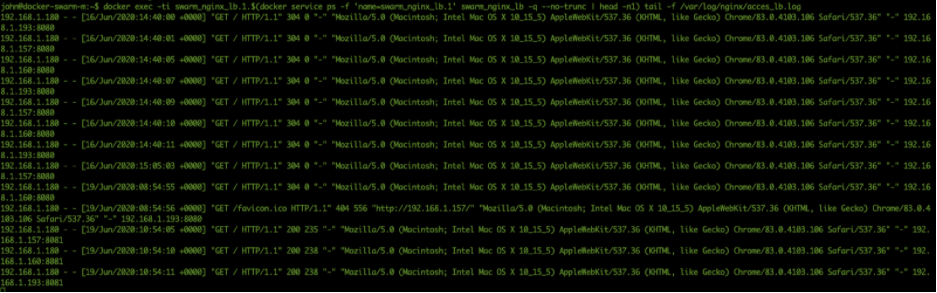 john@docker-swarm-m:~$ docker exec -ti swarm_nginx_lb.1.$(docker service ps -f 'name=swarm_nginx_lb.1' swarm_nginx_lb -q --no-trunc | head -n1) tail -f /var/log/nginx/acces_lb.log
192.168.1.180 - - [16/Jun/2020:14:40:01 +0000] "GET / HTTP/1.1" 304 0 "-" "Mozilla/5.0 (Macintosh; Intel Mac OS X 10_15_5) AppleWebKit/537.36 (KHTML, like Gecko) Chrome/83.0.4103.106 Safari/537.36" "-" 192.16
8.1.193:8080
192.168.1.180 - - [16/Jun/2020:14:40:01 +0000] "GET / HTTP/1.1" 304 0 "-" "Mozilla/5.0 (Macintosh; Intel Mac OS X 10_15_5) AppleWebKit/537.36 (KHTML, like Gecko) Chrome/83.0.4103.106 Safari/537.36" "-" 192.16
8.1.157:8080
192.168.1.180 - - [16/Jun/2020:14:40:05 +0000] "GET / HTTP/1.1" 304 0 "-" "Mozilla/5.0 (Macintosh; Intel Mac OS X 10_15_5) AppleWebKit/537.36 (KHTML, like Gecko) Chrome/83.0.4103.106 Safari/537.36" "-" 192.16
8.1.160:8080
192.168.1.180 - - [16/Jun/2020:14:40:07 +0000] "GET / HTTP/1.1" 304 0 "-" "Mozilla/5.0 (Macintosh; Intel Mac OS X 10_15_5) AppleWebKit/537.36 (KHTML, like Gecko) Chrome/83.0.4103.106 Safari/537.36" "-" 192.16
8.1.193:8080
192.168.1.180 - - [16/Jun/2020:14:40:09 +0000] "GET / HTTP/1.1" 304 0 "-" "Mozilla/5.0 (Macintosh; Intel Mac OS X 10_15_5) AppleWebKit/537.36 (KHTML, like Gecko) Chrome/83.0.4103.106 Safari/537.36" "-" 192.16
8.1.157:8080
192.168.1.180 - - [16/Jun/2020:14:40:10 +0000] "GET / HTTP/1.1" 304 0 "-" "Mozilla/5.0 (Macintosh; Intel Mac OS X 10_15_5) AppleWebKit/537.36 (KHTML, like Gecko) Chrome/83.0.4103.106 Safari/537.36" "-" 192.16
8.1.160:8080
192.168.1.180 - - [16/Jun/2020:14:40:11 +0000] "GET / HTTP/1.1" 304 0 "-" "Mozilla/5.0 (Macintosh; Intel Mac OS X 10_15_5) AppleWebKit/537.36 (KHTML, like Gecko) Chrome/83.0.4103.106 Safari/537.36" "-" 192.16
8.1.193:8080
192.168.1.180 - - [16/Jun/2020:15:05:03 +0000] "GET / HTTP/1.1" 304 0 "-" "Mozilla/5.0 (Macintosh; Intel Mac OS X 10_15_5) AppleWebKit/537.36 (KHTML, like Gecko) Chrome/83.0.4103.106 Safari/537.36" "-" 192.16
8.1.157:8080
192.168.1.180 - - [19/Jun/2020:08:54:55 +0000] "GET / HTTP/1.1" 304 0 "-" "Mozilla/5.0 (Macintosh; Intel Mac OS X 10_15_5) AppleWebKit/537.36 (KHTML, like Gecko) Chrome/83.0.4103.106 Safari/537.36" "-" 192.16
8.1.160:8080
192.168.1.180 - - [19/Jun/2020:08:54:56 +0000] "GET /favicon.ico HTTP/1.1" 404 556 "http://192.168.1.157/" "Mozilla/5.0 (Macintosh; Intel Mac OS X 10_15_5) AppleWebKit/537.36 (KHTML, like Gecko) Chrome/83.0.4
103.106 Safari/537.36" "-" 192.168.1.193:8080
192.168.1.180 - - [19/Jun/2020:10:54:05 +0000] "GET / HTTP/1.1" 200 235 "-" "Mozilla/5.0 (Macintosh; Intel Mac OS X 10_15_5) AppleWebKit/537.36 (KHTML, like Gecko) Chrome/83.0.4103.106 Safari/537.36" "-" 192.
168.1.157:8081
192.168.1.180 - - [19/Jun/2020:10:54:10 +0000] "GET / HTTP/1.1" 200 238 "-" "Mozilla/5.0 (Macintosh; Intel Mac OS X 10_15_5) AppleWebKit/537.36 (KHTML, like Gecko) Chrome/83.0.4103.106 Safari/537.36" "-" 192.
168.1.160:8081
192.168.1.180 - - [19/Jun/2020:10:54:11 +0000] "GET / HTTP/1.1" 200 238 "-" "Mozilla/5.0 (Macintosh; Intel Mac OS X 10_15_5) AppleWebKit/537.36 (KHTML, like Gecko) Chrome/83.0.4103.106 Safari/537.36" "-" 192.
168.1.193:8081